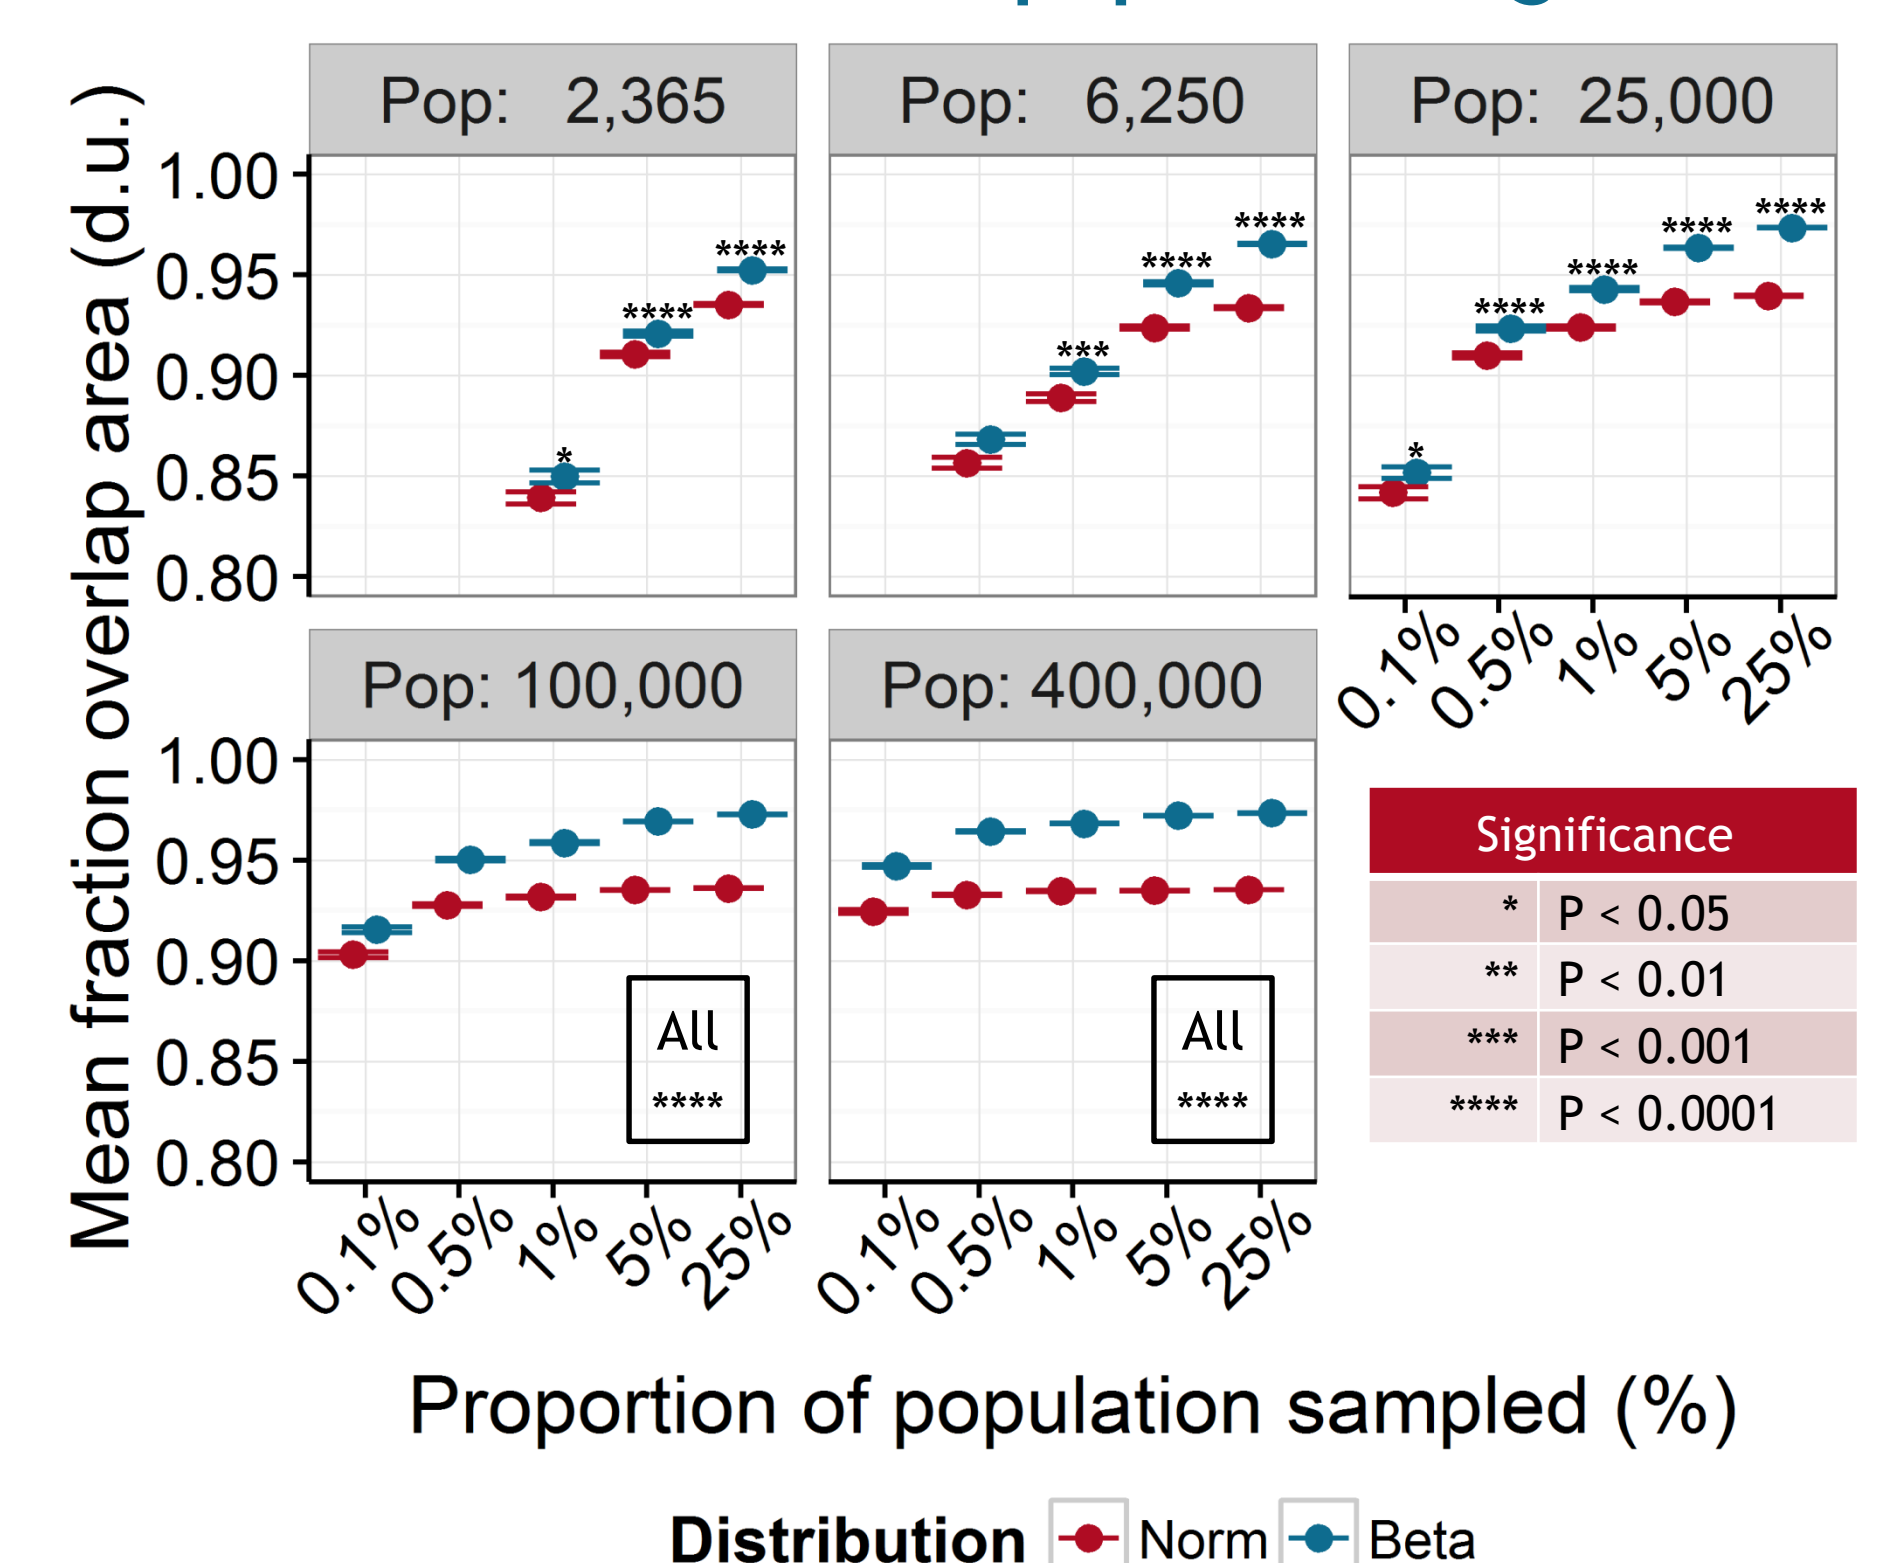 Pop: 2,365
Pop: 6,250
Pop: 25,000
Mean fraction overlap area (d.u.)
1.00
0.95
0.90
0.85
0.80
****
****
*
****
****
***
****
****
****
****
*
0.1%
0.5%
1%
5%
25%
Pop: 100,000
Pop: 400,000
1.00
0.95
0.90
0.85
0.80
All
****
All
****
0.1%
0.5%
1%
5%
25%
0.1%
0.5%
1%
5%
25%
Significance
* P < 0.05
** P < 0.01
*** P < 0.001
**** P < 0.0001
Proportion of population sampled (%)
Distribution Norm Beta